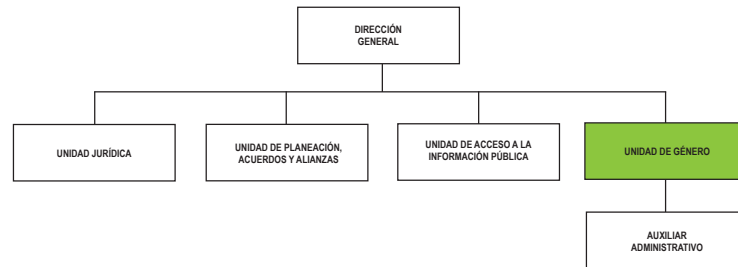 DIRECCIÓN
GENERAL
UNIDAD JURÍDICA
UNIDAD DE PLANEACIÓN,
ACUERDOS Y ALIANZAS
UNIDAD DE ACCESO A LA
INFORMACIÓN PÚBLICA
UNIDAD DE GÉNERO
AUXILIAR
ADMINISTRATIVO